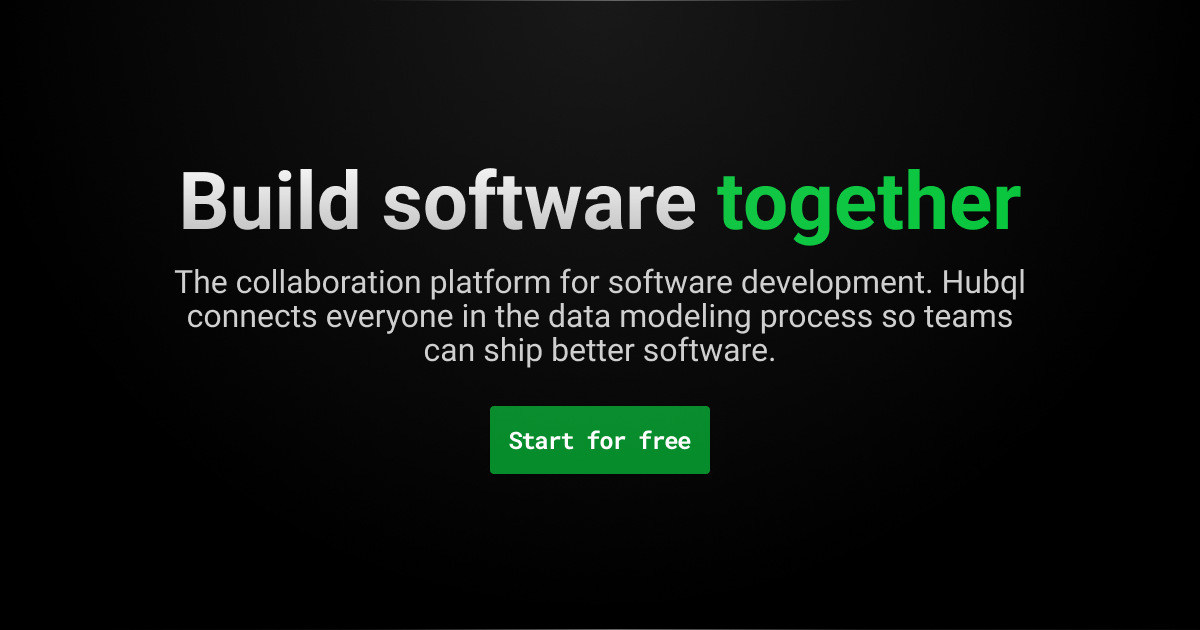 Build software together
The collaboration platform for software development. Hubql
connects everyone in the data modeling process so teams
can ship better software.
Start for free